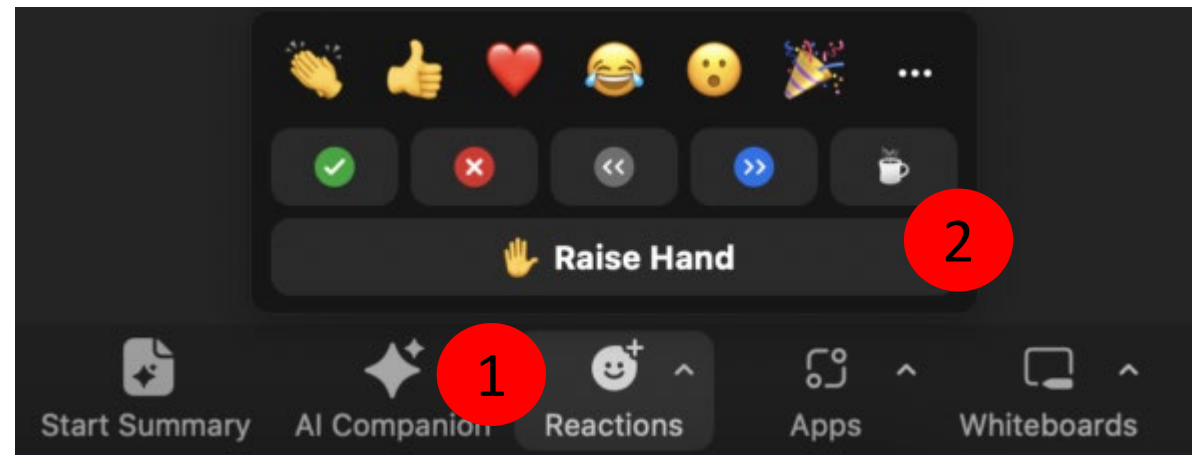 2
✋ Raise Hand
1
Start Summary AI Companion Reactions Apps Whiteboards